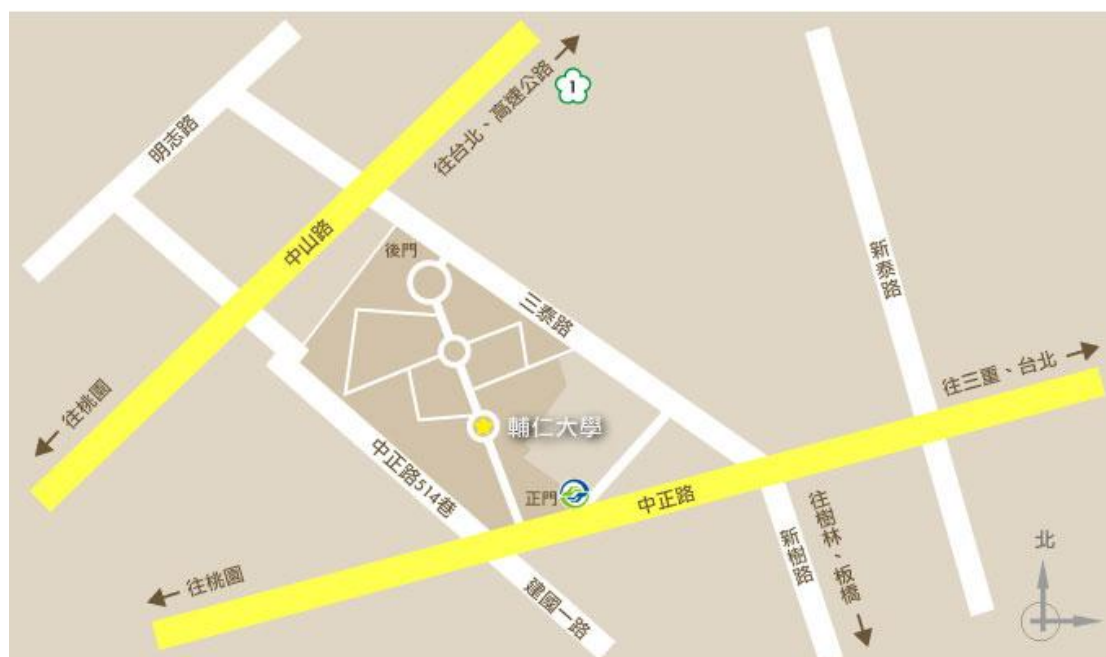 明志路
往台北、高速公路
1
中山路
後門
三泰路
新泰路
往三重、台北
往桃園
輔仁大學
中正路514巷
正門
中正路
往樹林、板橋
新樹路
北
往桃園
建國一路